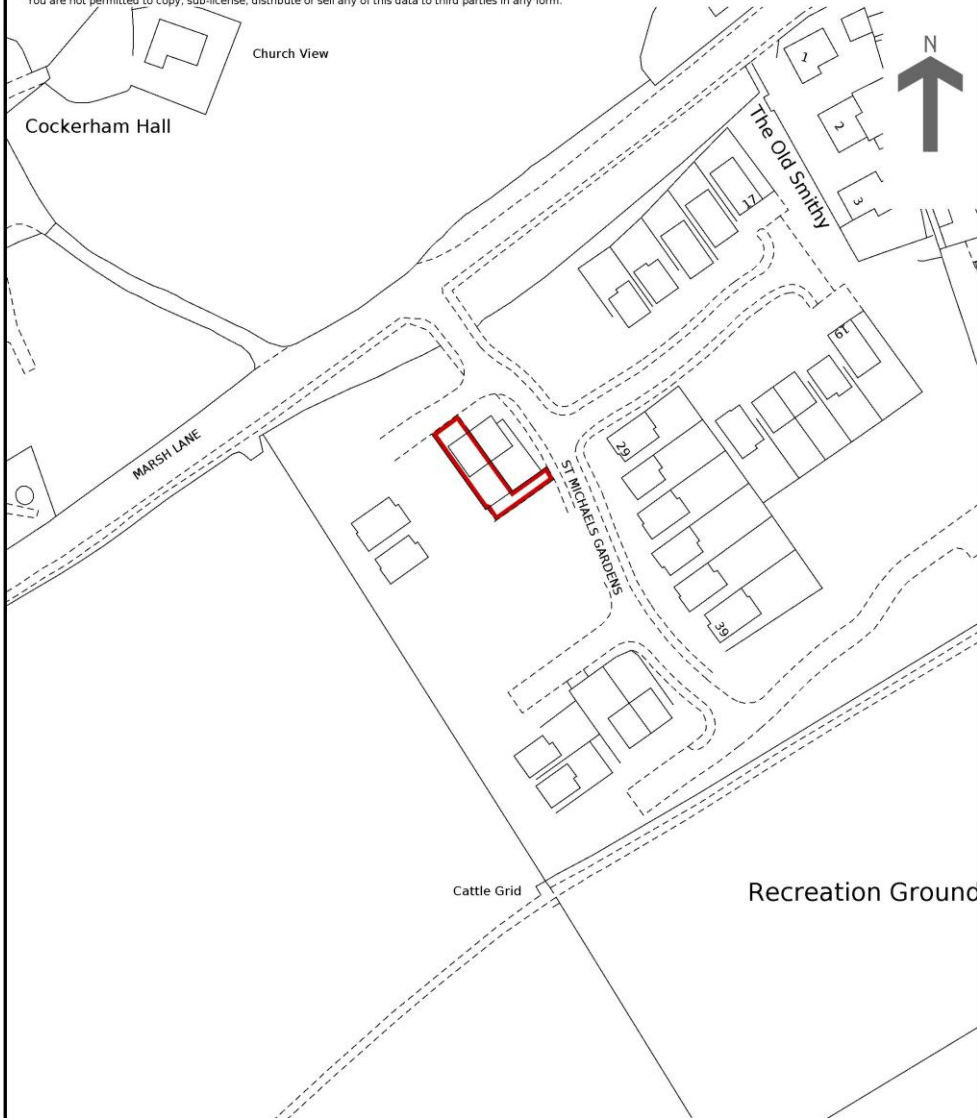 You are not permitted to copy, sub-license, distribute or sell any of this data to third parties in any form.
Church View
N
1
Cockerham Hall
2
The Old Smithy
17
3
61
MARSH LANE
29
ST MICHAELS GARDENS
39
Cattle Grid
Recreation Ground